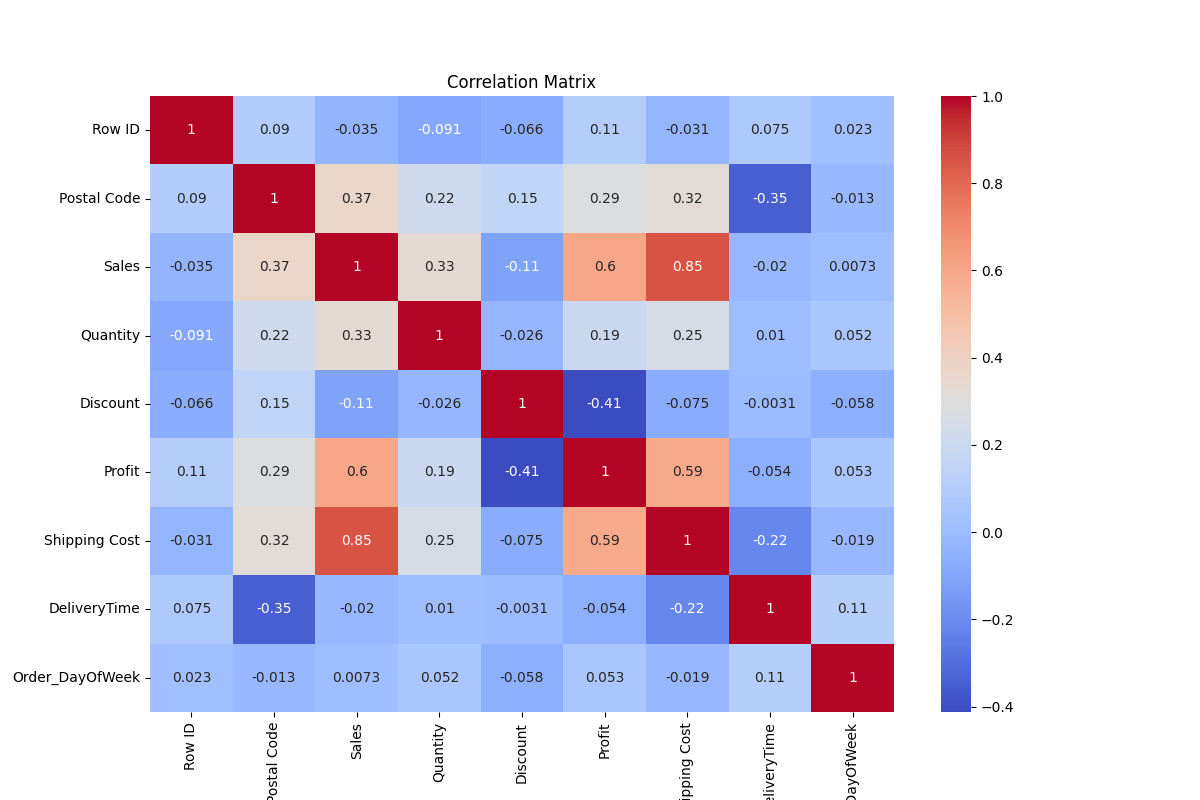 Correlation Matrix
Row ID 1 0.09 -0.035 -0.091 -0.066 0.11 -0.031 0.075 0.023
Postal Code 0.09 1 0.37 0.22 0.15 0.29 0.32 -0.35 -0.013
Sales -0.035 0.37 1 0.33 -0.11 0.6 0.85 -0.02 0.0073
Quantity -0.091 0.22 0.33 1 -0.026 0.19 0.25 0.01 0.052
Discount -0.066 0.15 -0.11 -0.026 1 -0.41 -0.075 -0.0031 -0.058
Profit 0.11 0.29 0.6 0.19 -0.41 1 0.59 -0.054 0.053
Shipping Cost -0.031 0.32 0.85 0.25 -0.075 0.59 1 -0.22 -0.019
DeliveryTime 0.075 -0.35 -0.02 0.01 -0.0031 -0.054 -0.22 1 0.11
Order_DayOfWeek 0.023 -0.013 0.0073 0.052 -0.058 0.053 -0.019 0.11 1
Row ID
Postal Code
Sales
Quantity
Discount
Profit
ipping Cost
eliveryTime
DayOfWeek
1.0
0.8
0.6
0.4
0.2
0.0
−0.2
−0.4